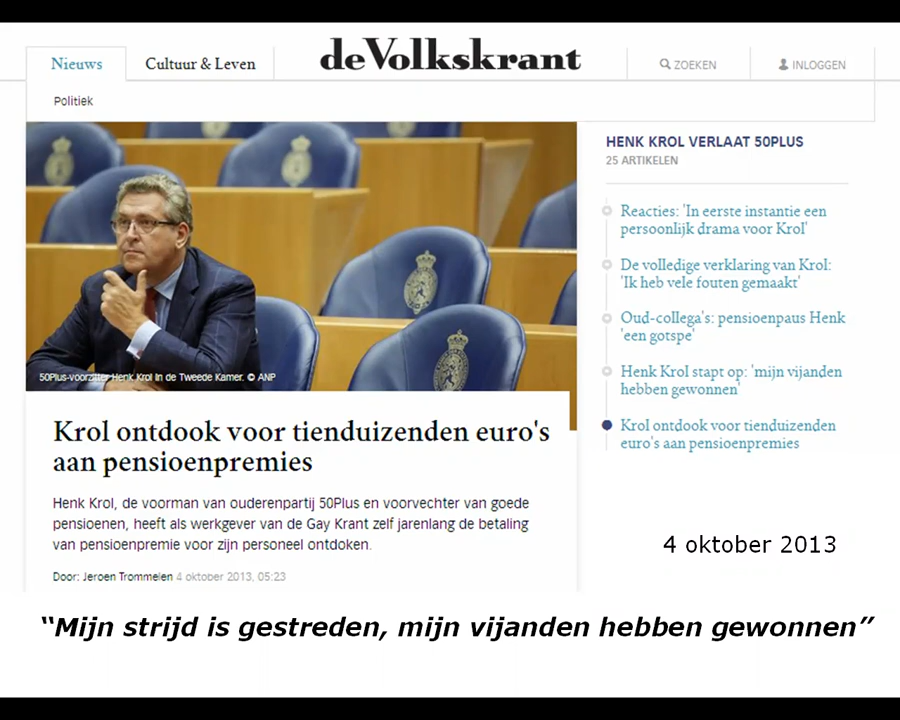 Nieuws
Cultuur & Leven
de Volkskrant
ZOEKEN
INLOGGEN
Politiek
50Plus-voorzitter Henk Krol in de Tweede Kamer. © ANP
Krol ontdook voor tienduizenden euro's
aan pensioenpremies
Henk Krol, de voorman van ouderenpartij 50Plus en voorvechter van goede
pensioenen, heeft als werkgever van de Gay Krant zelf jarenlang de betaling
van pensioenpremie voor zijn personeel ontdoken.
Door: Jeroen Trommelen 4 oktober 2013, 05:23
HENK KROL VERLAAT 50PLUS
25 ARTIKELEN
Reacties: 'In eerste instantie een
persoonlijk drama voor Krol'
De volledige verklaring van Krol:
'Ik heb vele fouten gemaakt'
Oud-collega's: pensioenpaus Henk
'een gotspe'
Henk Krol stapt op: 'mijn vijanden
hebben gewonnen'
Krol ontdook voor tienduizenden
euro's aan pensioenpremies
4 oktober 2013
“Mijn strijd is gestreden, mijn vijanden hebben gewonnen”